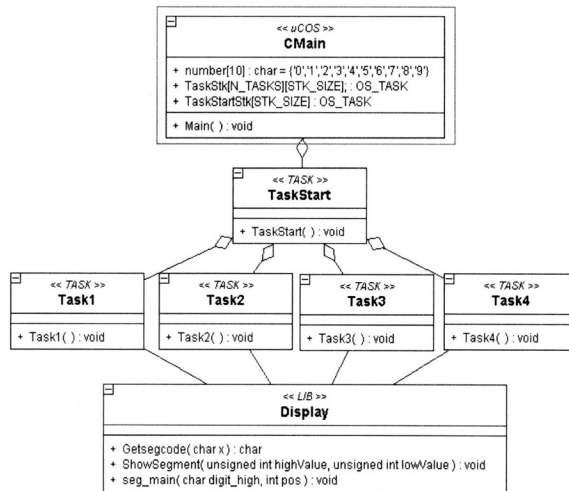 << uCOS >>
CMain
+ number[10] : char = {'0','1','2','3','4','5','6','7','8','9'}
+ TaskStk[N_TASKS][STK_SIZE]; : OS_TASK
+ TaskStartStk[STK_SIZE] : OS_TASK
+ Main( ) : void
<< TASK >>
TaskStart
+ TaskStart( ) : void
<< TASK >>
Task1
+ Task1( ) : void
<< TASK >>
Task2
+ Task2( ) : void
<< TASK >>
Task3
+ Task3( ) : void
<< TASK >>
Task4
+ Task4( ) : void
<< LIB >>
Display
+ Getsegcode( char x ) : char
+ ShowSegment( unsigned int highValue, unsigned int lowValue ) : void
+ seg_main( char digit_high, int pos ) : void